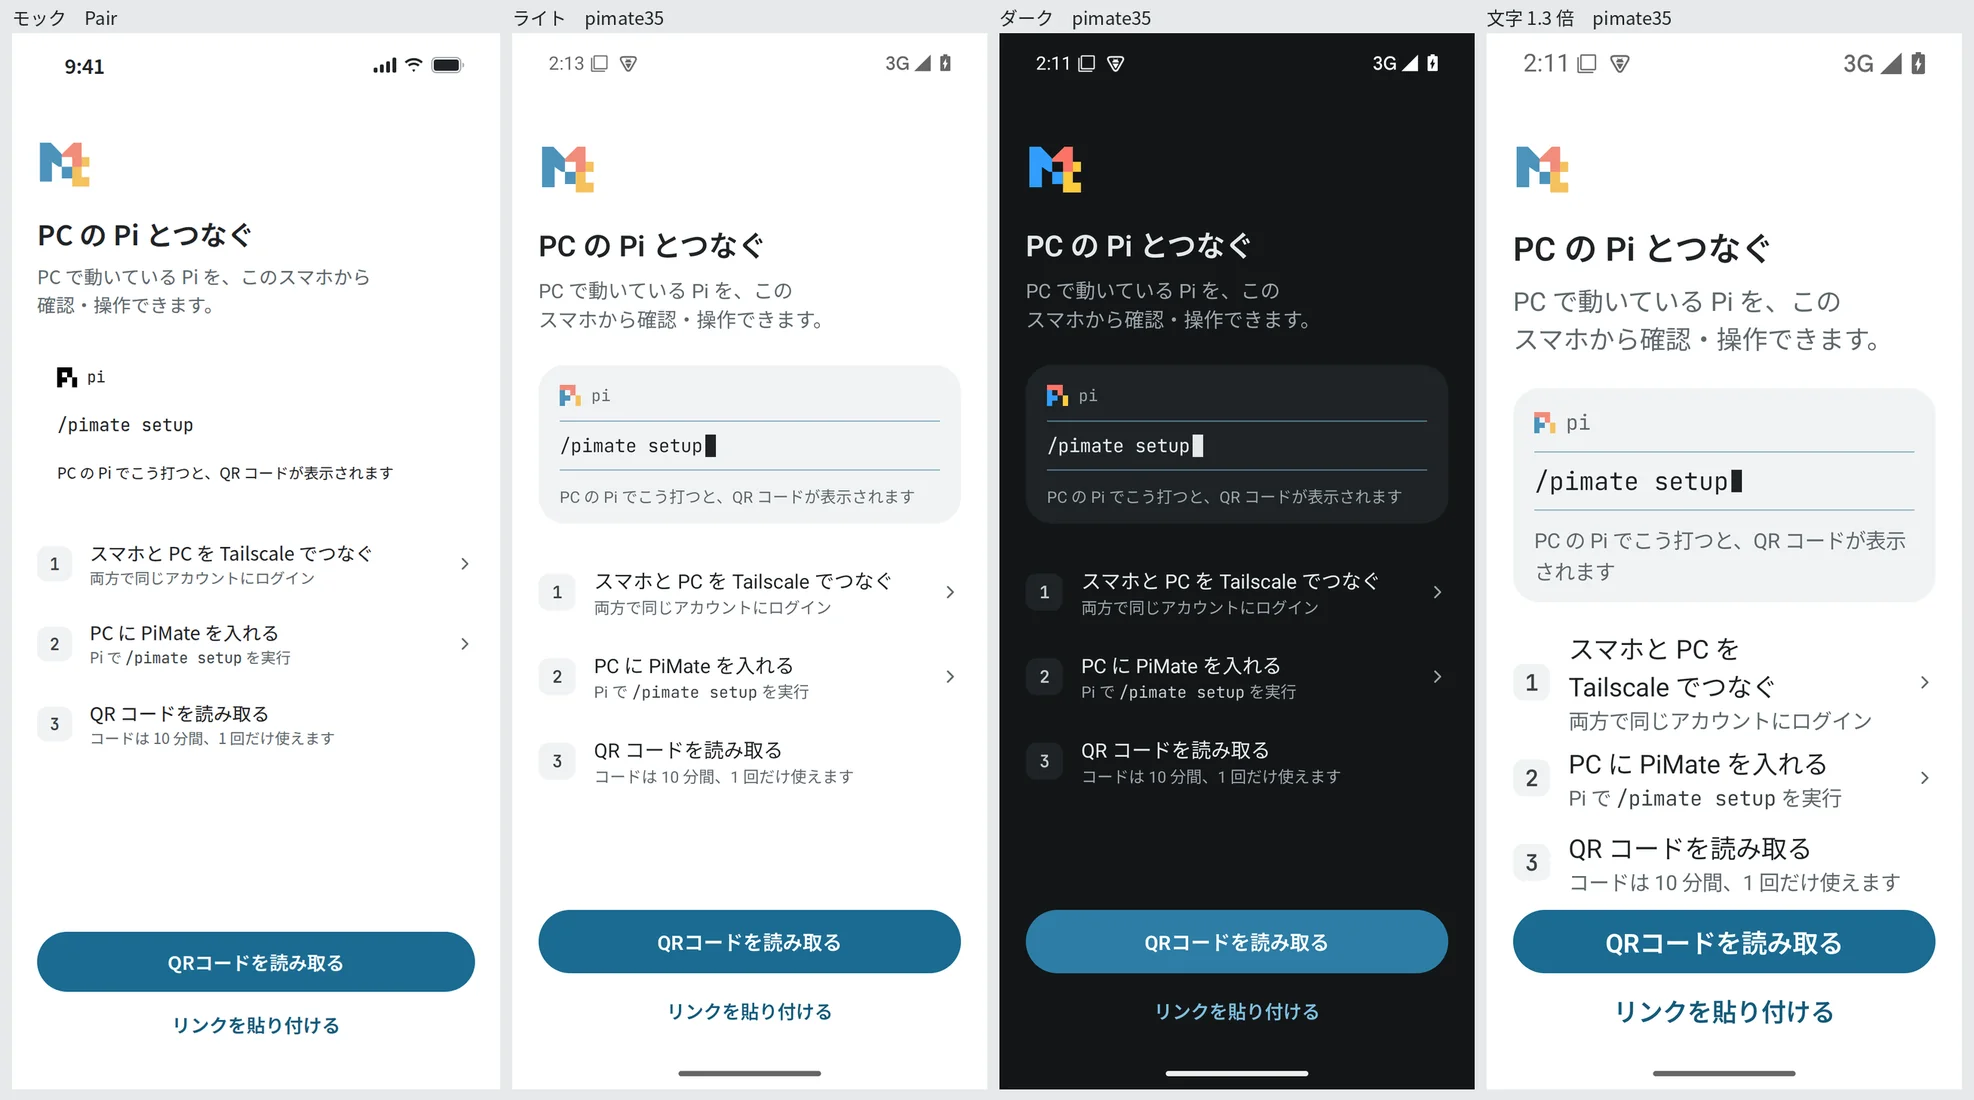 モック Pair
9:41
PC の Pi とつなぐ
PC で動いている Pi を、このスマホから
確認・操作できます。
pi
/pimate setup
PC の Pi でこう打つと、QR コードが表示されます
1
スマホと PC を Tailscale でつなぐ
両方で同じアカウントにログイン
2
PC に PiMate を入れる
Pi で /pimate setup を実行
3
QR コードを読み取る
コードは 10 分間、1 回だけ使えます
QRコードを読み取る
リンクを貼り付ける
ライト pimate35
2:13
3G
PC の Pi とつなぐ
PC で動いている Pi を、この
スマホから確認・操作できます。
pi
/pimate setup
PC の Pi でこう打つと、QR コードが表示されます
1
スマホと PC を Tailscale でつなぐ
両方で同じアカウントにログイン
2
PC に PiMate を入れる
Pi で /pimate setup を実行
3
QR コードを読み取る
コードは 10 分間、1 回だけ使えます
QRコードを読み取る
リンクを貼り付ける
ダーク pimate35
2:11
3G
PC の Pi とつなぐ
PC で動いている Pi を、この
スマホから確認・操作できます。
pi
/pimate setup
PC の Pi でこう打つと、QR コードが表示されます
1
スマホと PC を Tailscale でつなぐ
両方で同じアカウントにログイン
2
PC に PiMate を入れる
Pi で /pimate setup を実行
3
QR コードを読み取る
コードは 10 分間、1 回だけ使えます
QRコードを読み取る
リンクを貼り付ける
文字 1.3 倍 pimate35
2:11
3G
PC の Pi とつなぐ
PC で動いている Pi を、この
スマホから確認・操作できます。
pi
/pimate setup
PC の Pi でこう打つと、QR コードが表示
されます
1
スマホと PC を
Tailscale でつなぐ
両方で同じアカウントにログイン
2
PC に PiMate を入れる
Pi で /pimate setup を実行
3
QR コードを読み取る
コードは 10 分間、1 回だけ使えます
QRコードを読み取る
リンクを貼り付ける